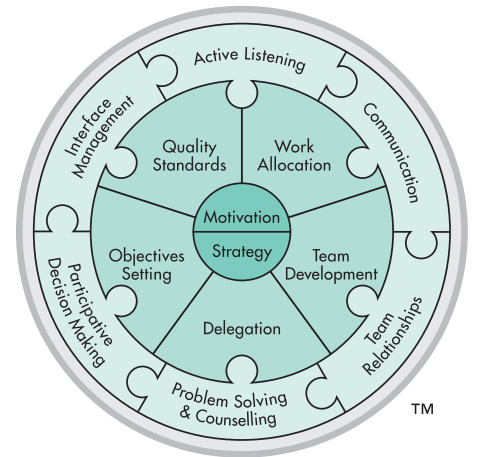 Active Listening
Communication
Team
Relationships
Problem Solving
& Counselling
Participative
Decision Making
Interface
Management
Quality
Standards
Work
Allocation
Team
Development
Delegation
Objectives
Setting
Motivation
Strategy
TM